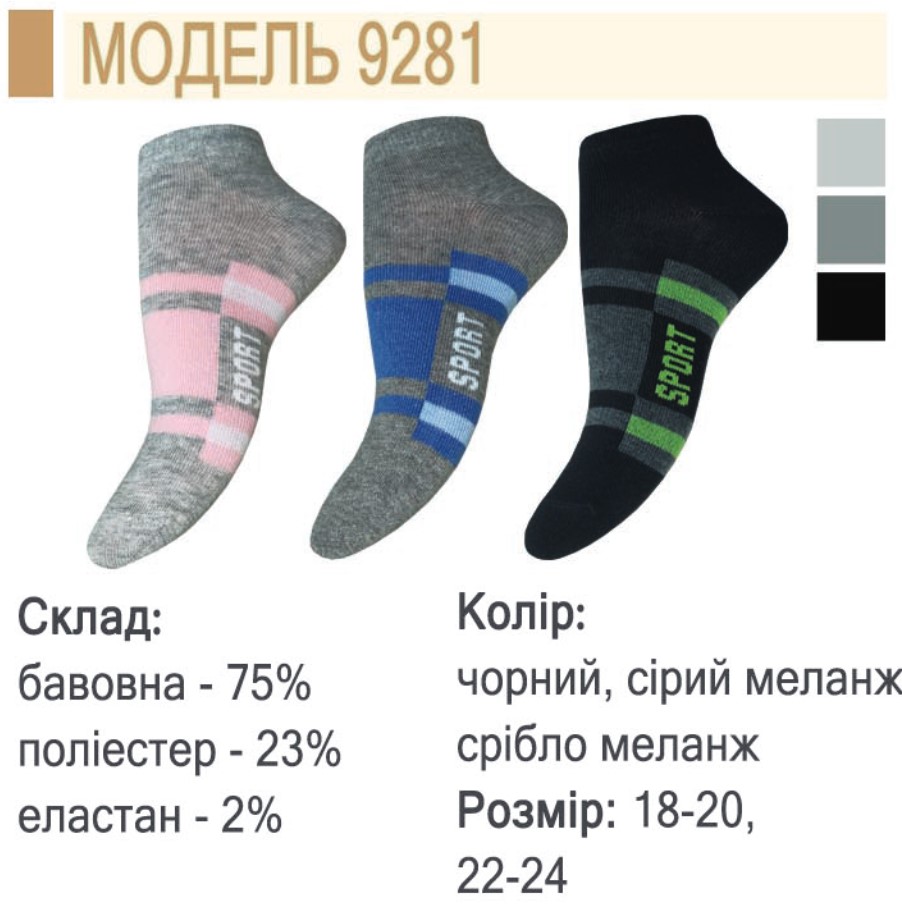 МОДЕЛЬ 9281
SPORT
SPORT
SPORT
Склад:
бавовна - 75%
поліестер - 23%
еластан - 2%
Колір:
чорний, сірий меланж
срібло меланж
Розмір: 18-20,
22-24